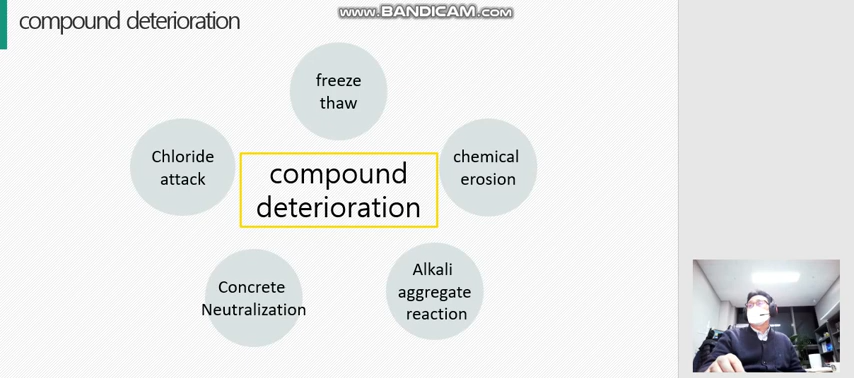 www.BANDICAM.com
compound deterioration
freeze
thaw
Chloride
attack
compound
deterioration
chemical
erosion
Concrete
Neutralization
Alkali
aggregate
reaction